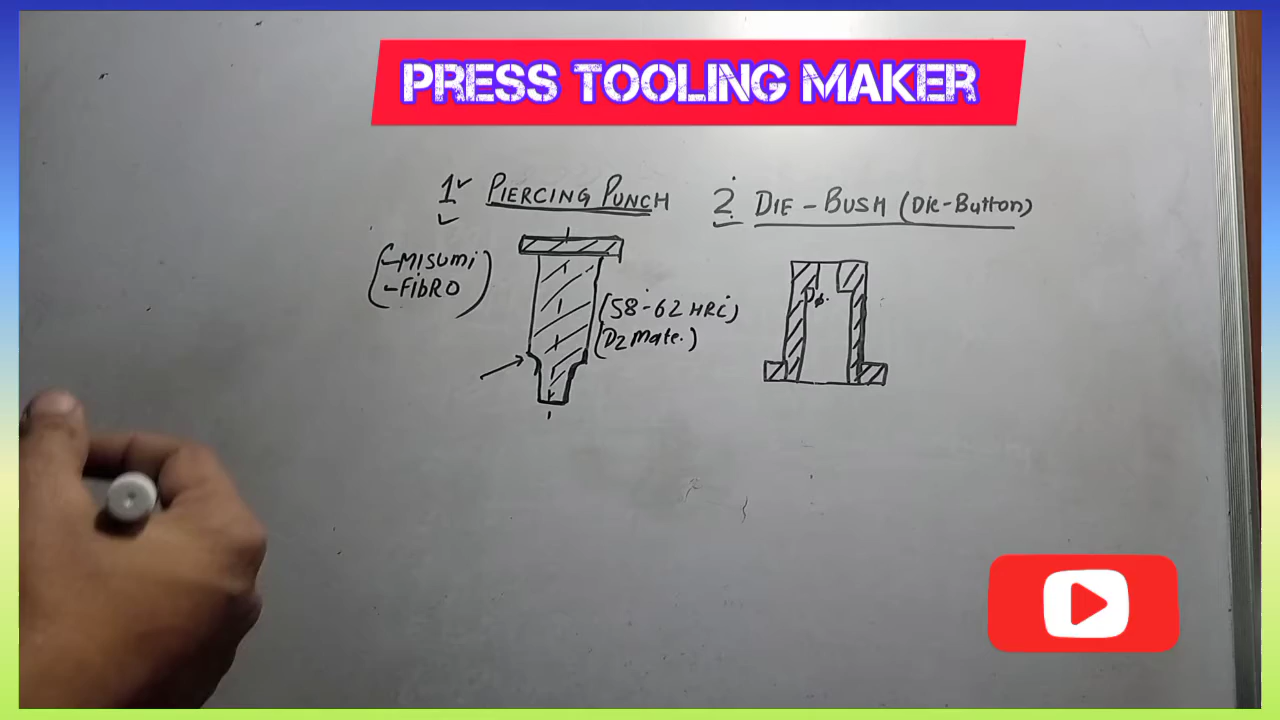 PRESS TOOLING MAKER
1 PIERCING PUNCH
2. DIE - BUSH (Die-Button)
-MISUMI
-FIBRO
(58-62 HRC)
(D2 Mate.)